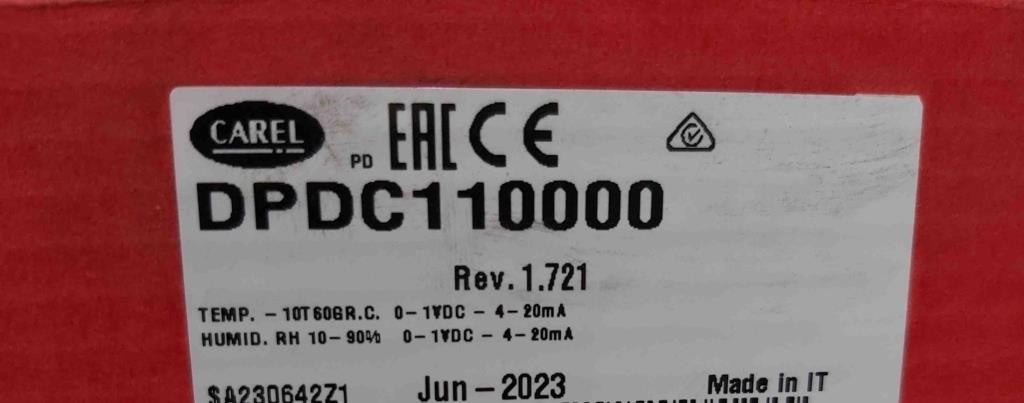 CAREL PD EAC CE
DPDC110000
Rev. 1.721
TEMP. - 10T60GR.C. 0-1VDC - 4-20mA
HUMID. RH 10-90% 0-1VDC - 4-20mA
SA230642Z1 Jun-2023 Made in IT